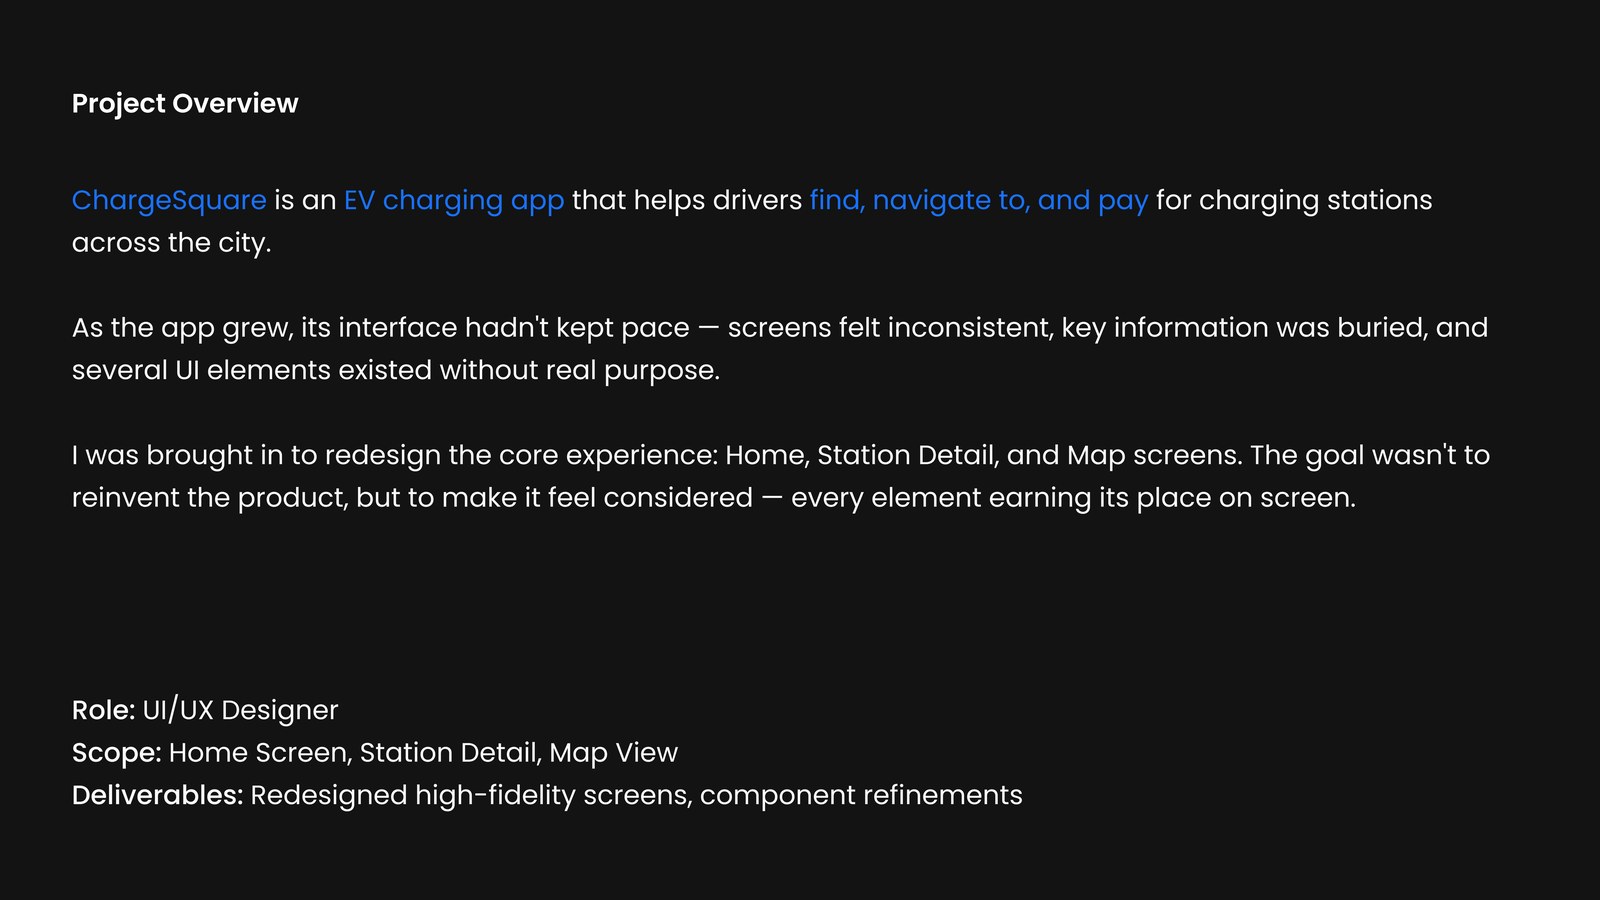 Project Overview
ChargeSquare is an EV charging app that helps drivers find, navigate to, and pay for charging stations
across the city.
As the app grew, its interface hadn't kept pace — screens felt inconsistent, key information was buried, and
several UI elements existed without real purpose.
I was brought in to redesign the core experience: Home, Station Detail, and Map screens. The goal wasn't to
reinvent the product, but to make it feel considered — every element earning its place on screen.
Role: UI/UX Designer
Scope: Home Screen, Station Detail, Map View
Deliverables: Redesigned high-fidelity screens, component refinements